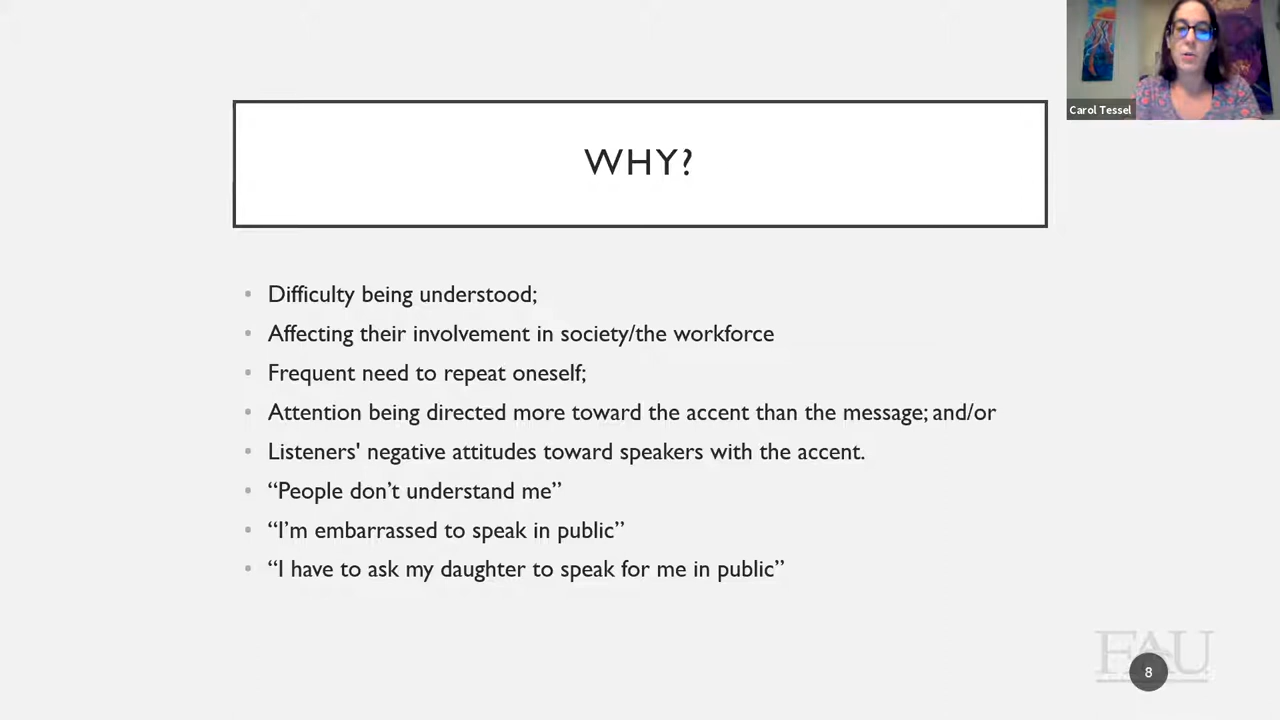 Carol Tessel
WHY?
• Difficulty being understood;
• Affecting their involvement in society/the workforce
• Frequent need to repeat oneself;
• Attention being directed more toward the accent than the message; and/or
• Listeners' negative attitudes toward speakers with the accent.
• “People don’t understand me”
• “I’m embarrassed to speak in public”
• “I have to ask my daughter to speak for me in public”
FAU
8